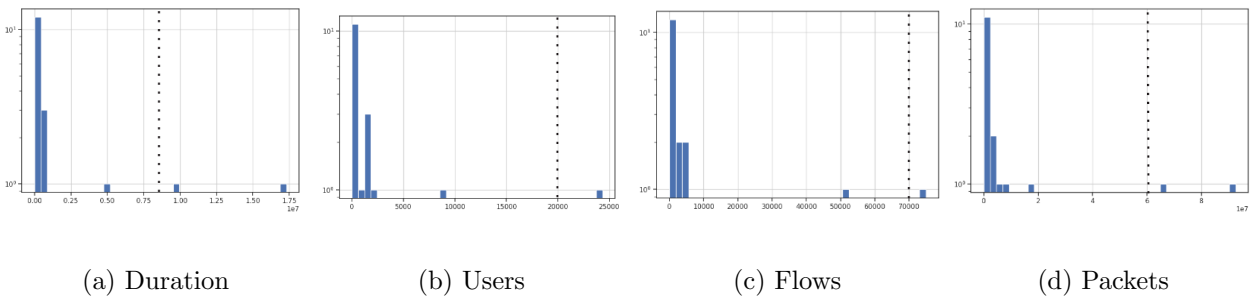 10¹ 10⁰ 0.00 0.25 0.50 0.75 1.00 1.25 1.50 1.75 1e7
10¹ 10⁰ 0 5000 10000 15000 20000 25000
10¹ 10⁰ 0 10000 20000 30000 40000 50000 60000 70000
10¹ 10⁰ 0 2 4 6 8 1e7
(a) Duration
(b) Users
(c) Flows
(d) Packets